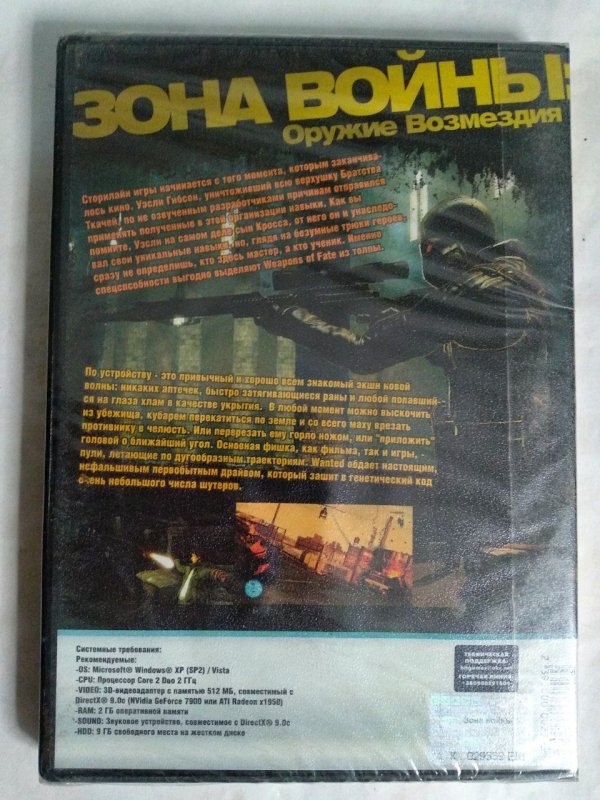 ЗОНА ВОЙНЫ:
Оружие Возмездия
Сторилайн игры начинается с того момента, которым заканчива-
лось кино. Уэсли Гибсон, уничтоживший всю верхушку Братства
Ткачей, по не озвученным разработчиками причинам отправился
применять полученные в этой организации навыки. Как вы
помните, Уэсли на самом деле сын Кросса, от него он и унаследо-
вал свои уникальные навыки, но, глядя на безумные трюки героев,
сразу не определишь, кто здесь мастер, а кто ученик. Именно
спецспсобности выгодно выделяют Weapons of Fate из толпы.
По устройству - это привычный и хорошо всем знакомый экшн новой
волны: никаких аптечек, быстро затягивающиеся раны и любой попавший-
ся на глаза хлам в качестве укрытия. В любой момент можно выскочить
из убежища, кубарем перекатиться по земле и со всего маху врезать
противнику в челюсть. Или перерезать ему горло ножом, или "приложить"
головой о ближайший угол. Основная фишка, как фильма, так и игры, -
пули, летающие по дугообразным траекториям. Wanted обдает настоящим,
нефальшивым первобытным драйвом, который зашит в генетический код
очень небольшого числа шутеров.
Системные требования:
Рекомендуемые:
-OS: Microsoft® Windows® XP (SP2) / Vista
-CPU: Процессор Core 2 Duo 2 ГГц
-VIDEO: 3D-видеоадаптер с памятью 512 МБ, совместимый с
DirectX® 9.0c (NVidia GeForce 7900 или ATI Radeon x1950)
-RAM: 2 ГБ оперативной памяти
-SOUND: Звуковое устройство, совместимое с DirectX® 9.0c
-HDD: 9 ГБ свободного места на жестком диске
ТЕХНИЧЕСКАЯ
ПОДДЕРЖКА:
ГОРЯЧАЯ ЛИНИЯ:
Зона войны